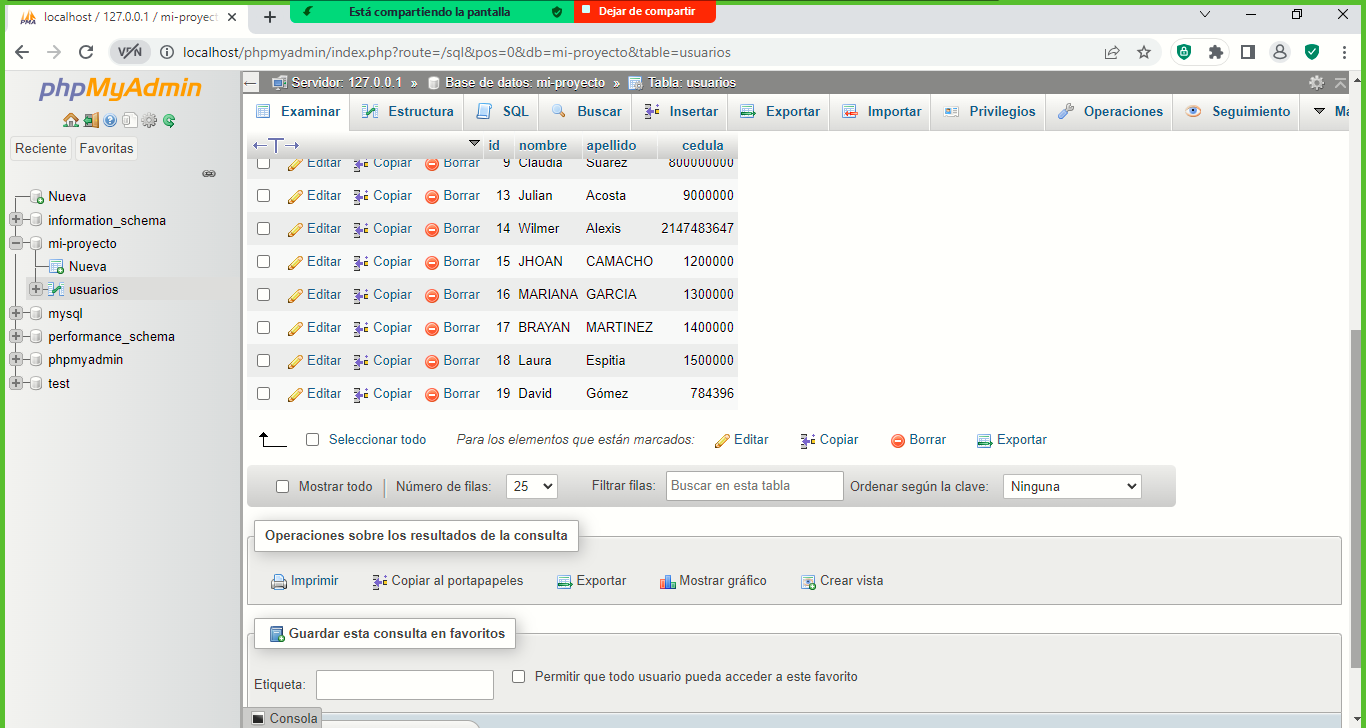 localhost / 127.0.0.1 / mi-proyect
Está compartiendo la pantalla
Dejar de compartir
VPN
localhost/phpmyadmin/index.php?route=/sql&pos=0&db=mi-proyecto&table=usuarios
phpMyAdmin
Reciente Favoritas
Nueva
information_schema
mi-proyecto
Nueva
usuarios
mysql
performance_schema
phpmyadmin
test
Servidor: 127.0.0.1 » Base de datos: mi-proyecto » Tabla: usuarios
Examinar Estructura SQL Buscar Insertar Exportar Importar Privilegios Operaciones Seguimiento Má
←T→ id nombre apellido cedula
Editar Copiar Borrar 9 Claudia Suarez 800000000
Editar Copiar Borrar 13 Julian Acosta 9000000
Editar Copiar Borrar 14 Wilmer Alexis 2147483647
Editar Copiar Borrar 15 JHOAN CAMACHO 1200000
Editar Copiar Borrar 16 MARIANA GARCIA 1300000
Editar Copiar Borrar 17 BRAYAN MARTINEZ 1400000
Editar Copiar Borrar 18 Laura Espitia 1500000
Editar Copiar Borrar 19 David Gómez 784396
Seleccionar todo Para los elementos que están marcados: Editar Copiar Borrar Exportar
Mostrar todo | Número de filas: 25 Filtrar filas: Buscar en esta tabla Ordenar según la clave: Ninguna
Operaciones sobre los resultados de la consulta
Imprimir Copiar al portapapeles Exportar Mostrar gráfico Crear vista
Guardar esta consulta en favoritos
Etiqueta: Permitir que todo usuario pueda acceder a este favorito
Consola